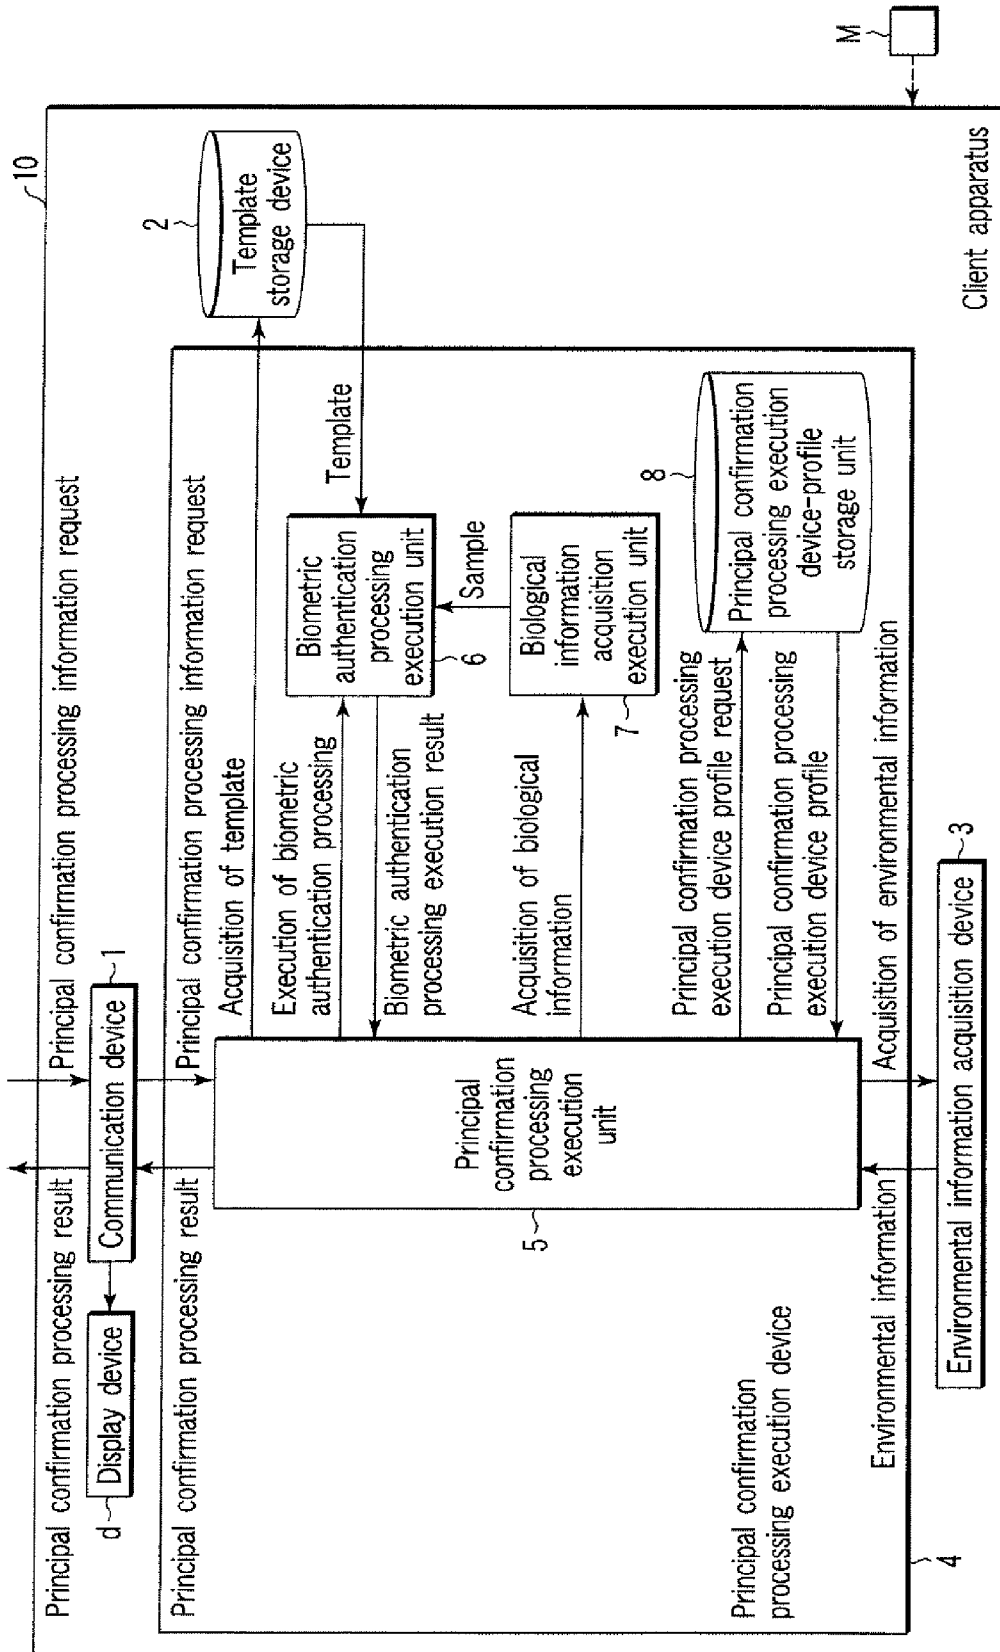 10
Principal confirmation processing result
Principal confirmation processing information request
d
Display device
Communication device
1
Principal confirmation processing result
Principal confirmation processing information request
2
Template
storage device
Acquisition of template
Template
Execution of biometric
authentication processing
Biometric
authentication
processing
execution unit
6
Biometric authentication
processing execution result
Sample
Principal
confirmation
processing
execution
unit
5
Acquisition of biological
information
Biological
information
acquisition
execution unit
7
Principal confirmation processing
execution device profile request
8
Principal confirmation
processing execution
device-profile
storage unit
Principal confirmation processing
execution device profile
Principal confirmation
processing execution device
Environmental information
Acquisition of environmental information
4
Environmental information acquisition device
3
Client apparatus
M